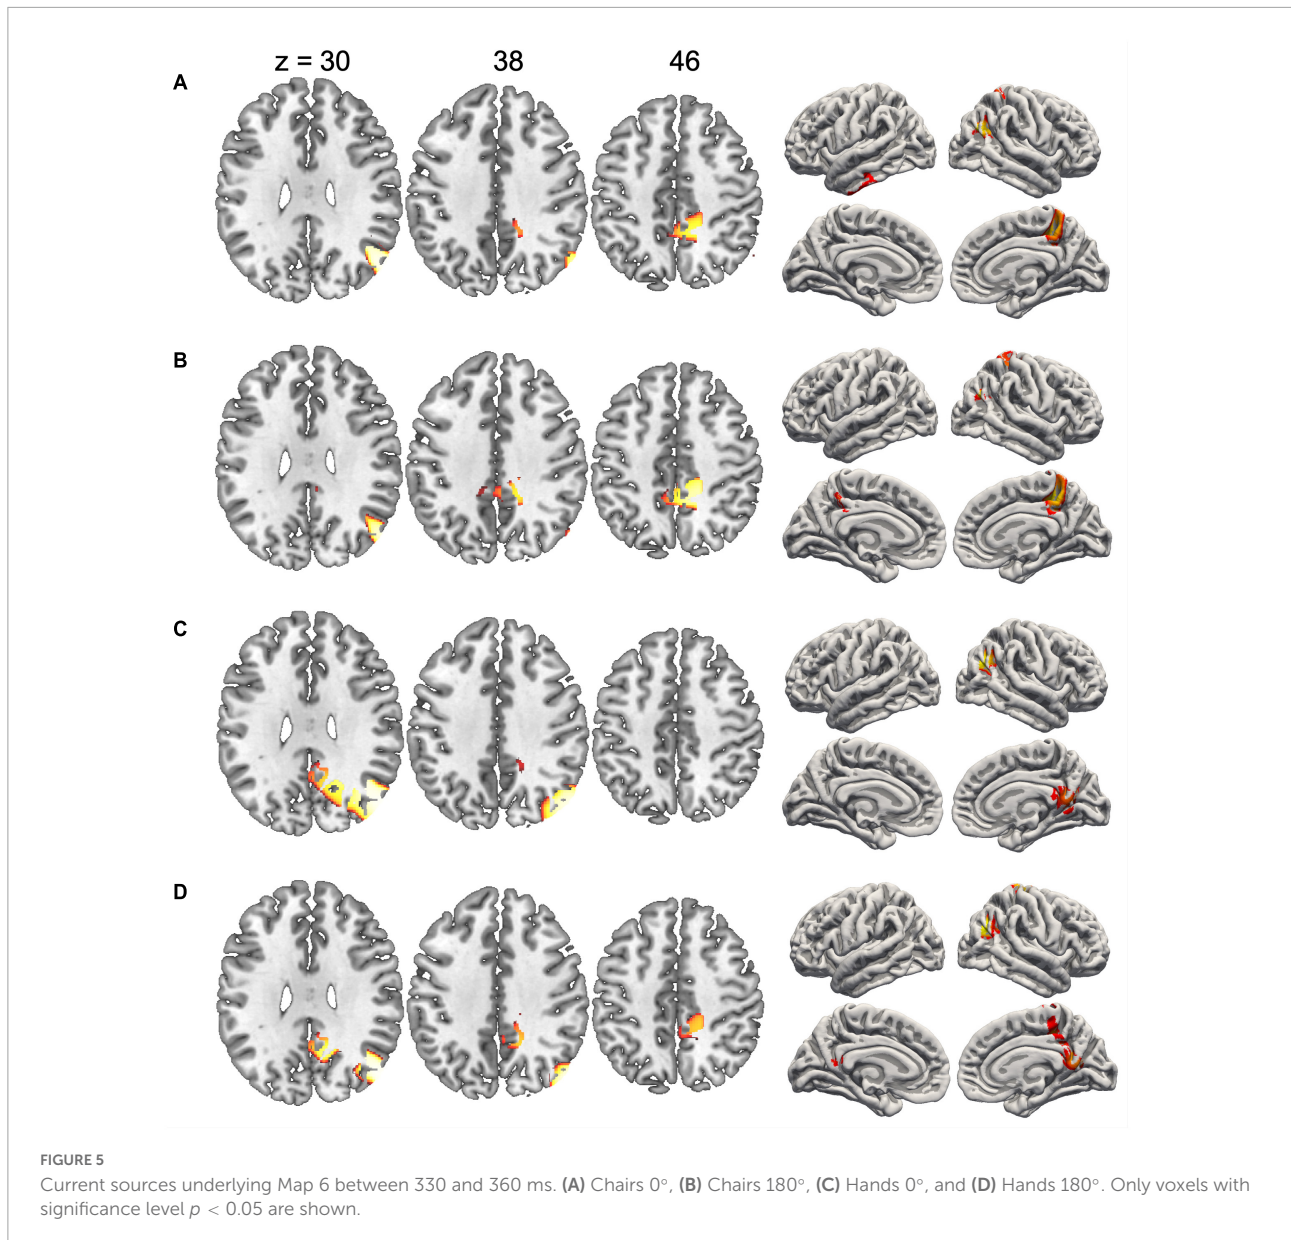 z = 30 38 46
A
B
C
D
FIGURE 5
Current sources underlying Map 6 between 330 and 360 ms. (A) Chairs 0°, (B) Chairs 180°, (C) Hands 0°, and (D) Hands 180°. Only voxels with
significance level p < 0.05 are shown.